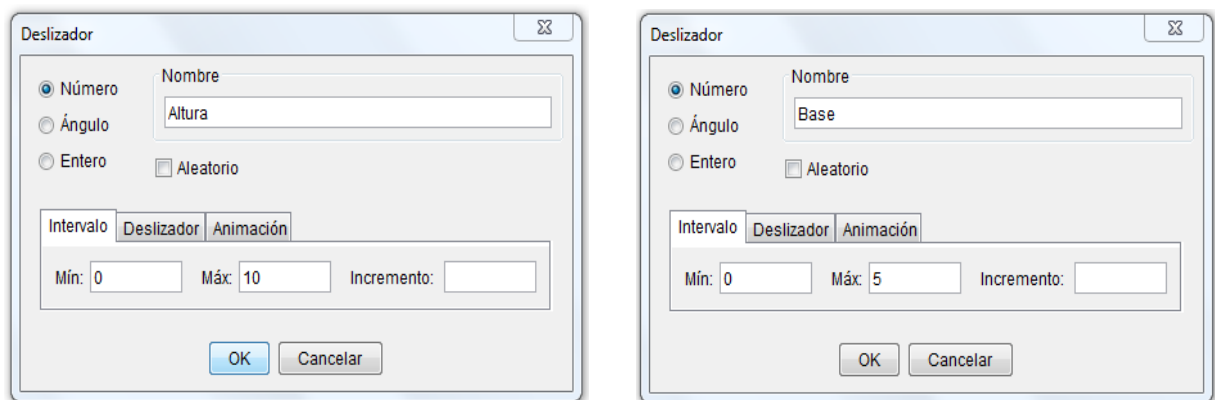 Deslizador
Número
Nombre
Altura
Ángulo
Entero
Aleatorio
Intervalo Deslizador Animación
Mín: 0 Máx: 10 Incremento:
OK Cancelar
Deslizador
Número
Nombre
Base
Ángulo
Entero
Aleatorio
Intervalo Deslizador Animación
Mín: 0 Máx: 5 Incremento:
OK Cancelar